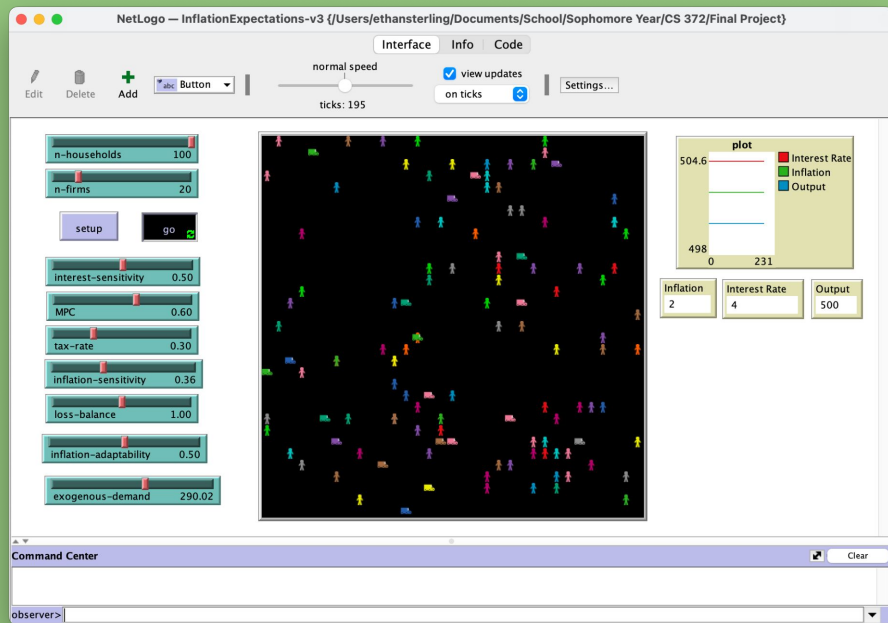 NetLogo — InflationExpectations-v3 {/Users/ethansterling/Documents/School/Sophomore Year/CS 372/Final Project}
Interface Info Code
Edit Delete Add
abc Button
normal speed
ticks: 195
view updates
on ticks
Settings...
n-households 100
n-firms 20
setup go
interest-sensitivity 0.50
MPC 0.60
tax-rate 0.30
inflation-sensitivity 0.36
loss-balance 1.00
inflation-adaptability 0.50
exogenous-demand 290.02
plot
504.6
498
0 231
Interest Rate
Inflation
Output
Inflation
2
Interest Rate
4
Output
500
Command Center Clear
observer>